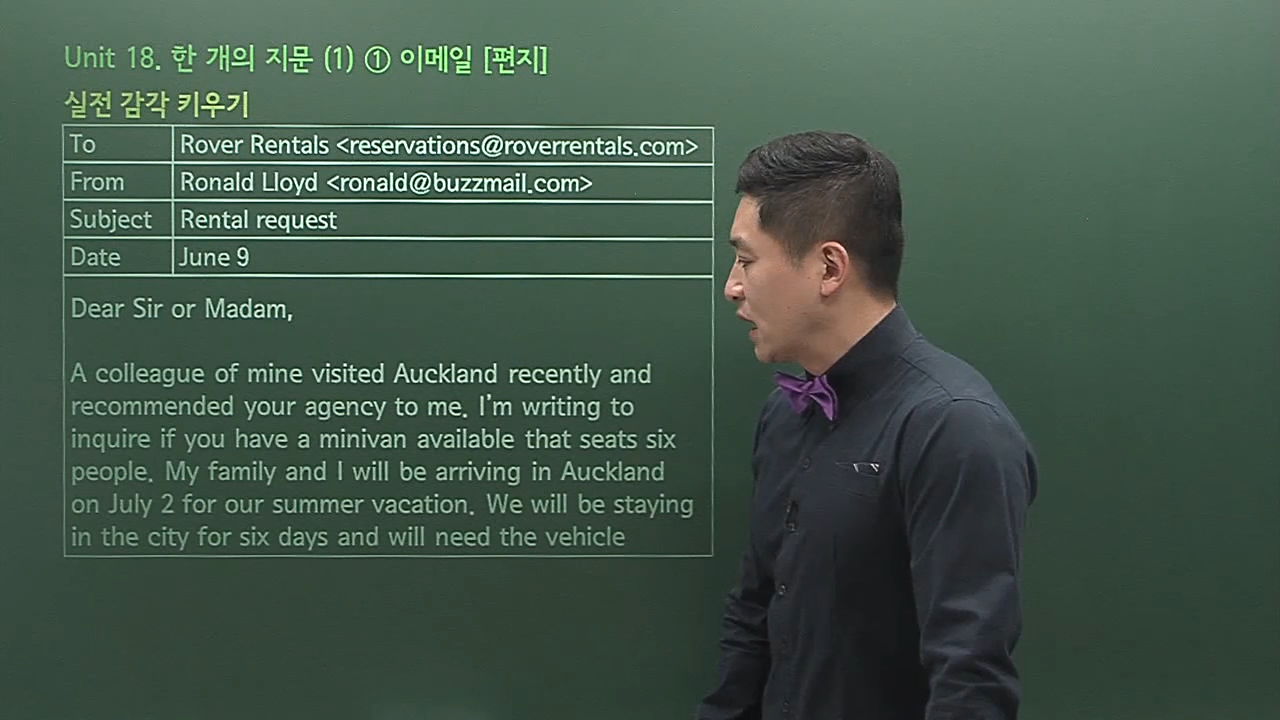 Unit 18. 한 개의 지문 (1) ① 이메일 [편지]
실전 감각 키우기
To Rover Rentals <reservations@roverrentals.com>
From Ronald Lloyd <ronald@buzzmail.com>
Subject Rental request
Date June 9
Dear Sir or Madam,
A colleague of mine visited Auckland recently and
recommended your agency to me. I'm writing to
inquire if you have a minivan available that seats six
people. My family and I will be arriving in Auckland
on July 2 for our summer vacation. We will be staying
in the city for six days and will need the vehicle